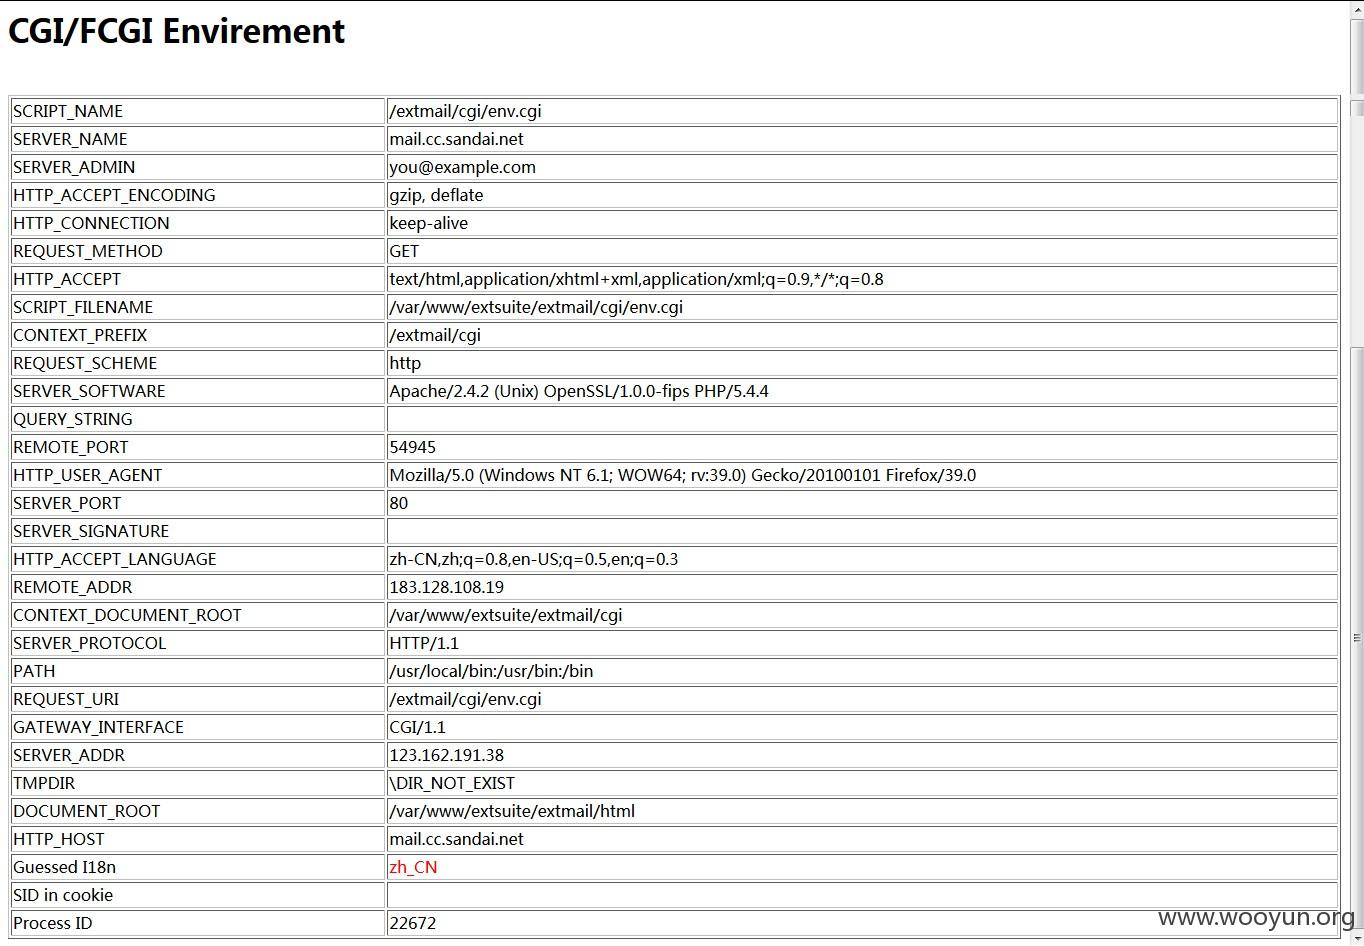 CGI/FCGI Envirement
SCRIPT_NAME /extmail/cgi/env.cgi
SERVER_NAME mail.cc.sandai.net
SERVER_ADMIN you@example.com
HTTP_ACCEPT_ENCODING gzip, deflate
HTTP_CONNECTION keep-alive
REQUEST_METHOD GET
HTTP_ACCEPT text/html,application/xhtml+xml,application/xml;q=0.9,*/*;q=0.8
SCRIPT_FILENAME /var/www/extsuite/extmail/cgi/env.cgi
CONTEXT_PREFIX /extmail/cgi
REQUEST_SCHEME http
SERVER_SOFTWARE Apache/2.4.2 (Unix) OpenSSL/1.0.0-fips PHP/5.4.4
QUERY_STRING
REMOTE_PORT 54945
HTTP_USER_AGENT Mozilla/5.0 (Windows NT 6.1; WOW64; rv:39.0) Gecko/20100101 Firefox/39.0
SERVER_PORT 80
SERVER_SIGNATURE
HTTP_ACCEPT_LANGUAGE zh-CN,zh;q=0.8,en-US;q=0.5,en;q=0.3
REMOTE_ADDR 183.128.108.19
CONTEXT_DOCUMENT_ROOT /var/www/extsuite/extmail/cgi
SERVER_PROTOCOL HTTP/1.1
PATH /usr/local/bin:/usr/bin:/bin
REQUEST_URI /extmail/cgi/env.cgi
GATEWAY_INTERFACE CGI/1.1
SERVER_ADDR 123.162.191.38
TMPDIR \DIR_NOT_EXIST
DOCUMENT_ROOT /var/www/extsuite/extmail/html
HTTP_HOST mail.cc.sandai.net
Guessed I18n zh_CN
SID in cookie
Process ID 22672
www.wooyun.org